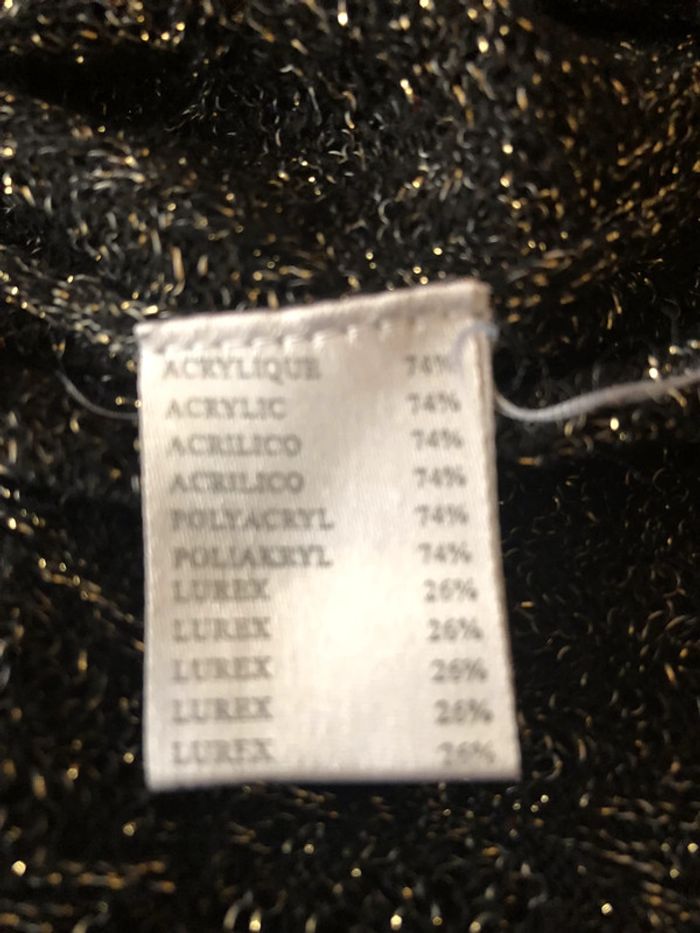 ACRYLIQUE 74%
ACRYLIC 74%
ACRILICO 74%
ACRILICO 74%
POLYACRYL 74%
POLIAKRYL 74%
LUREX 26%
LUREX 26%
LUREX 26%
LUREX 26%
LUREX 26%